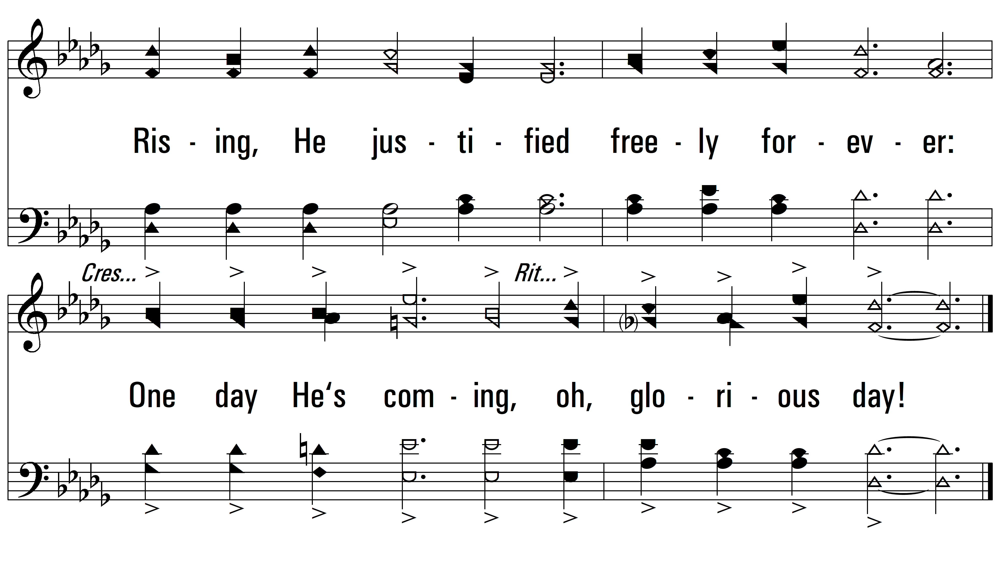 Ris - ing, He jus - ti - fied free - ly for - ev - er:
Cres... Rit...
One day He‘s com - ing, oh, glo - ri - ous day!